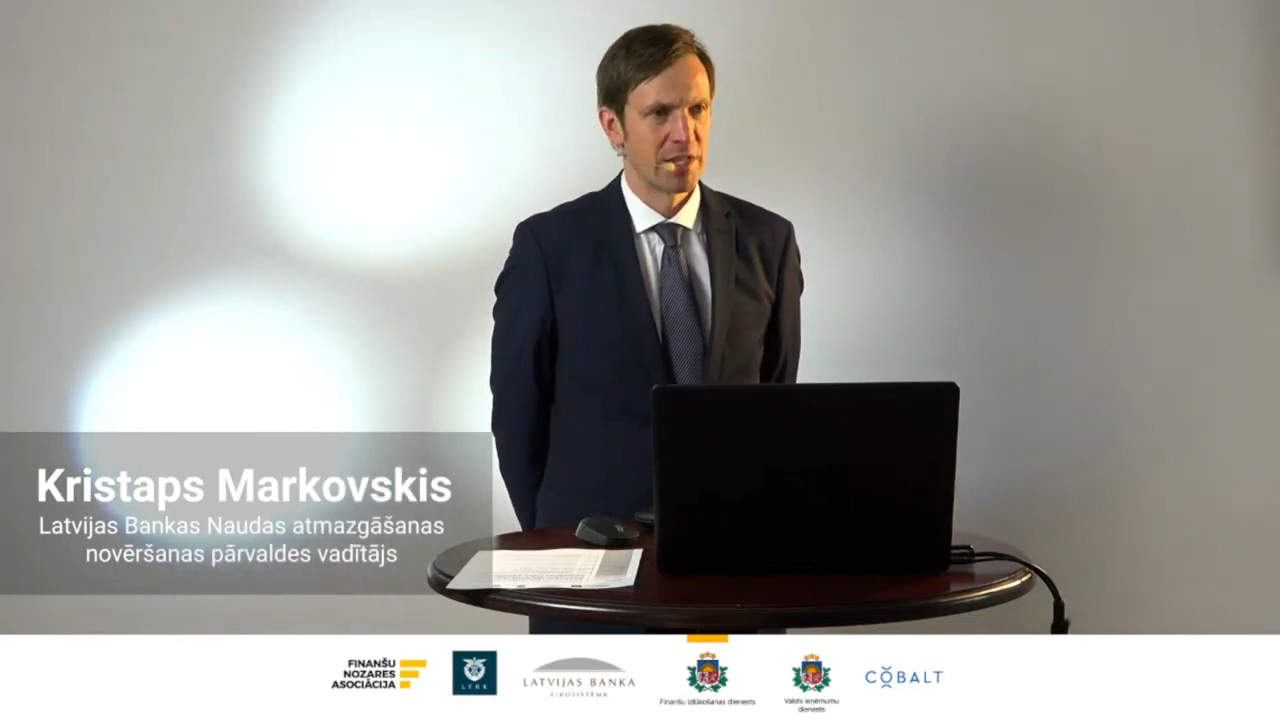 Kristaps Markovskis
Latvijas Bankas Naudas atmazgāšanas
novēršanas pārvaldes vadītājs
FINANŠU
NOZARES
ASOCIĀCIJA
LFRK
LATVIJAS BANKA
EIROSISTĒMA
Finanšu izlūkošanas dienests
Valsts ieņēmumu
dienests
COBALT